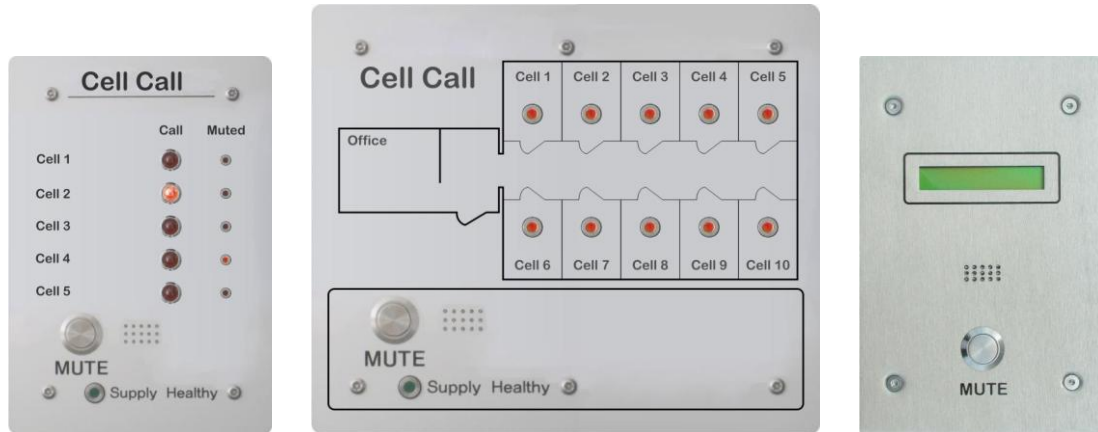 Cell Call
Call Muted
Cell 1
Cell 2
Cell 3
Cell 4
Cell 5
MUTE
Supply Healthy
Cell Call
Cell 1 Cell 2 Cell 3 Cell 4 Cell 5
Office
Cell 6 Cell 7 Cell 8 Cell 9 Cell 10
MUTE
Supply Healthy
MUTE